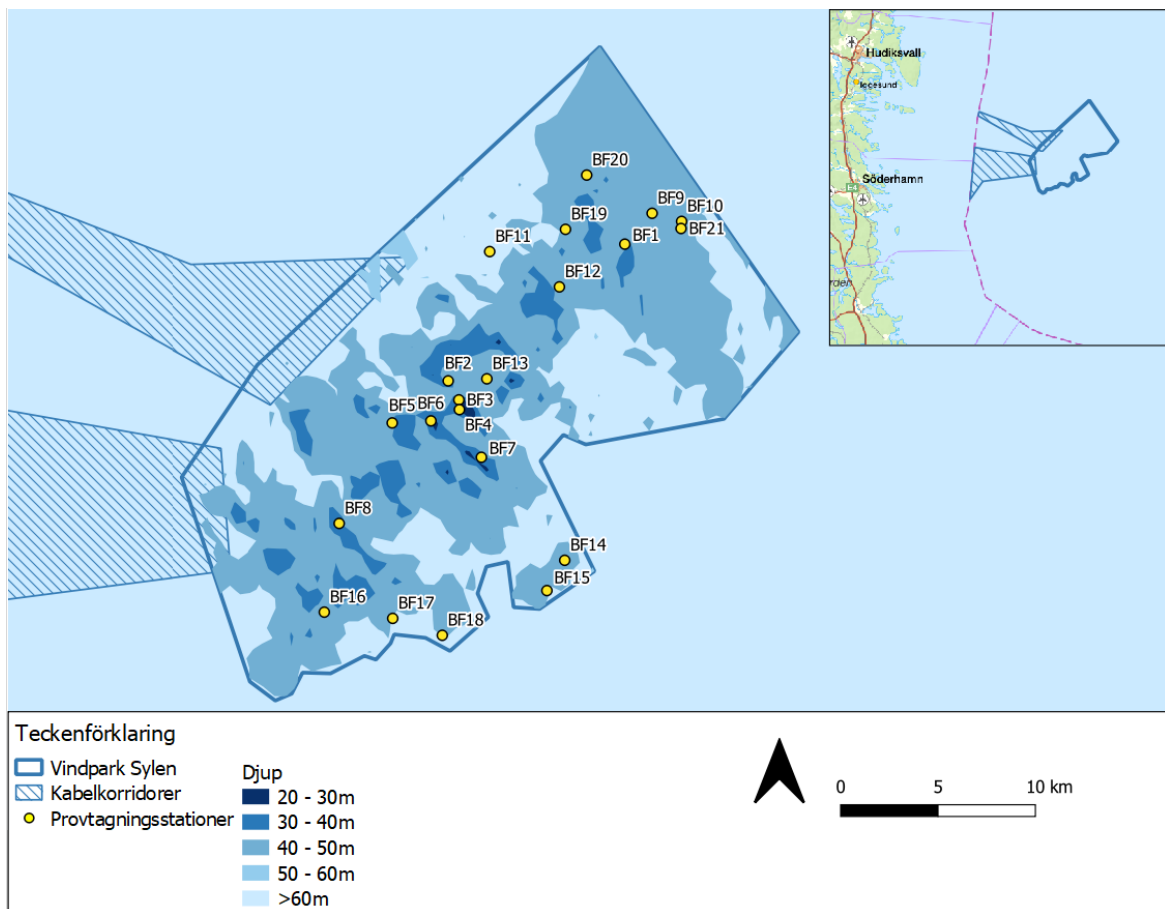 Hudiksvall
Iggesund
Söderhamn
E4
BF20
BF9
BF10
BF19
BF21
BF11
BF1
BF12
BF2
BF13
BF5
BF6
BF3
BF4
BF7
BF8
BF14
BF15
BF16
BF17
BF18
Teckenförklaring
Vindpark Sylen
Kabelkorridorer
Provtagningsstationer
Djup
20 - 30m
30 - 40m
40 - 50m
50 - 60m
>60m
0 5 10 km